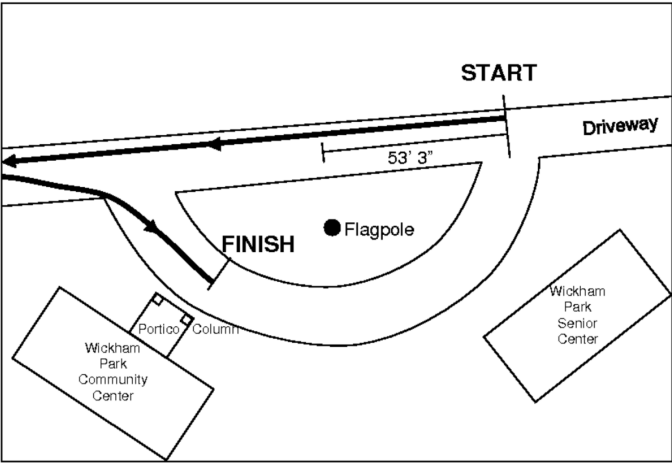 START
Driveway
53' 3"
Flagpole
FINISH
Portico
Column
Wickham
Park
Community
Center
Wickham
Park
Senior
Center